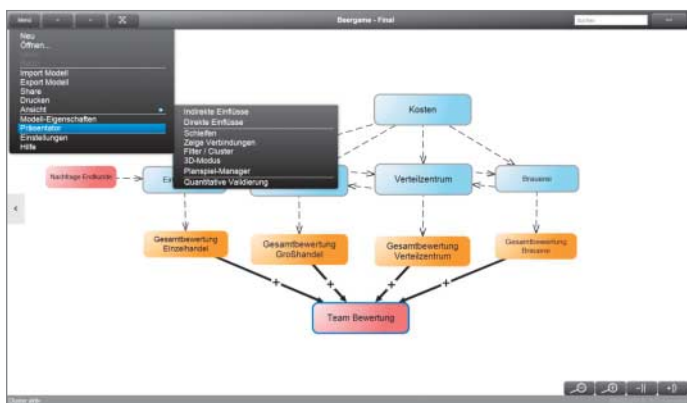 Menü
Beergame - Final
Suchen
Neu
Öffnen...
Import Modell
Export Modell
Share
Drucken
Ansicht
Modell-Eigenschaften
Präsentator
Einstellungen
Hilfe
Indirekte Einflüsse
Direkte Einflüsse
Schleifen
Zeige Verbindungen
Filter / Cluster
3D-Modus
Planspiel-Manager
Quantitative Validierung
Kosten
Nachfrage Endkunde
Verteilzentrum
Brauerei
Gesamtbewertung
Einzelhandel
Gesamtbewertung
Großhandel
Gesamtbewertung
Verteilzentrum
Gesamtbewertung
Brauerei
+
+
+
+
Team Bewertung